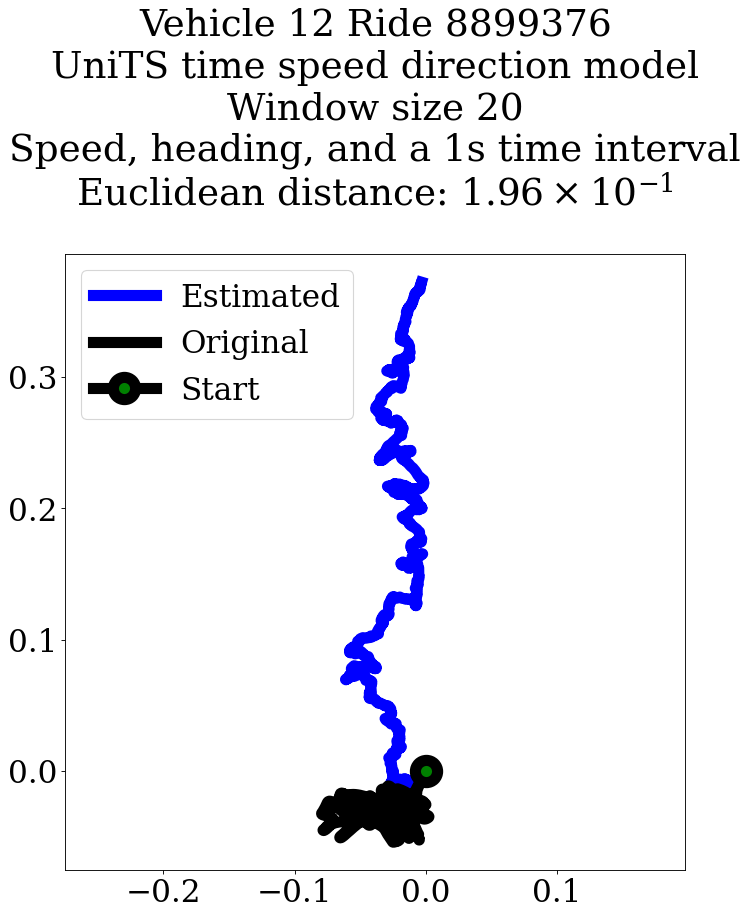 Vehicle 12 Ride 8899376
UniTS time speed direction model
Window size 20
Speed, heading, and a 1s time interval
Euclidean distance: 1.96 × 10⁻¹
Estimated
Original
Start
0.3
0.2
0.1
0.0
−0.2
−0.1
0.0
0.1